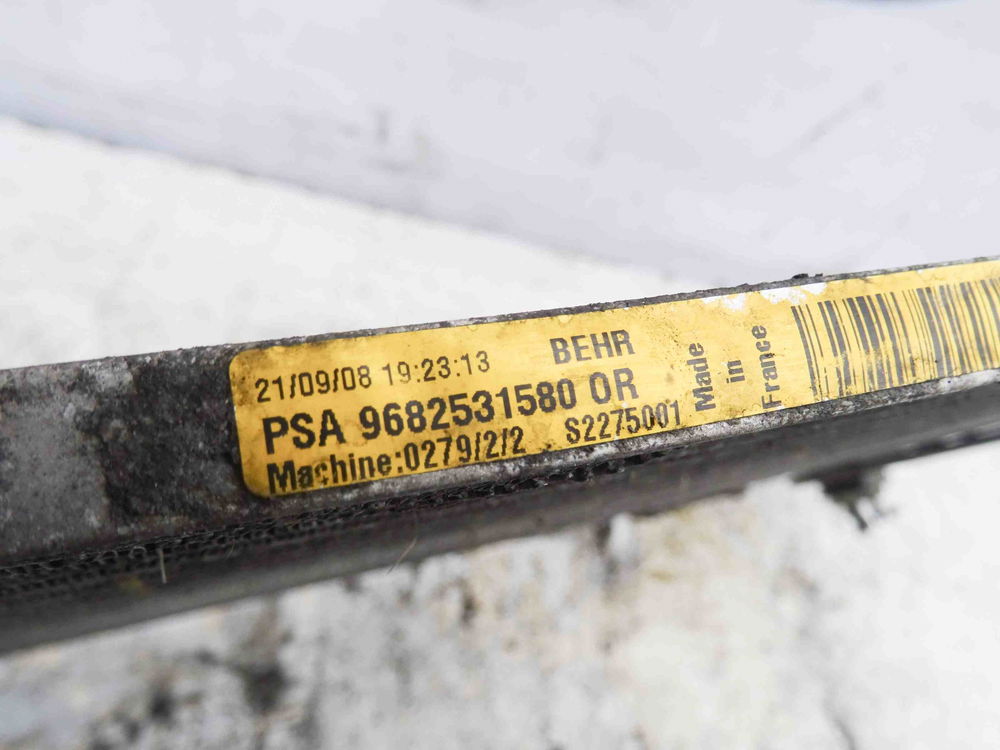 21/09/08 19:23:13 BEHR
PSA 9682531580 OR
Machine:0279/2/2 S2275001
Made
in
France